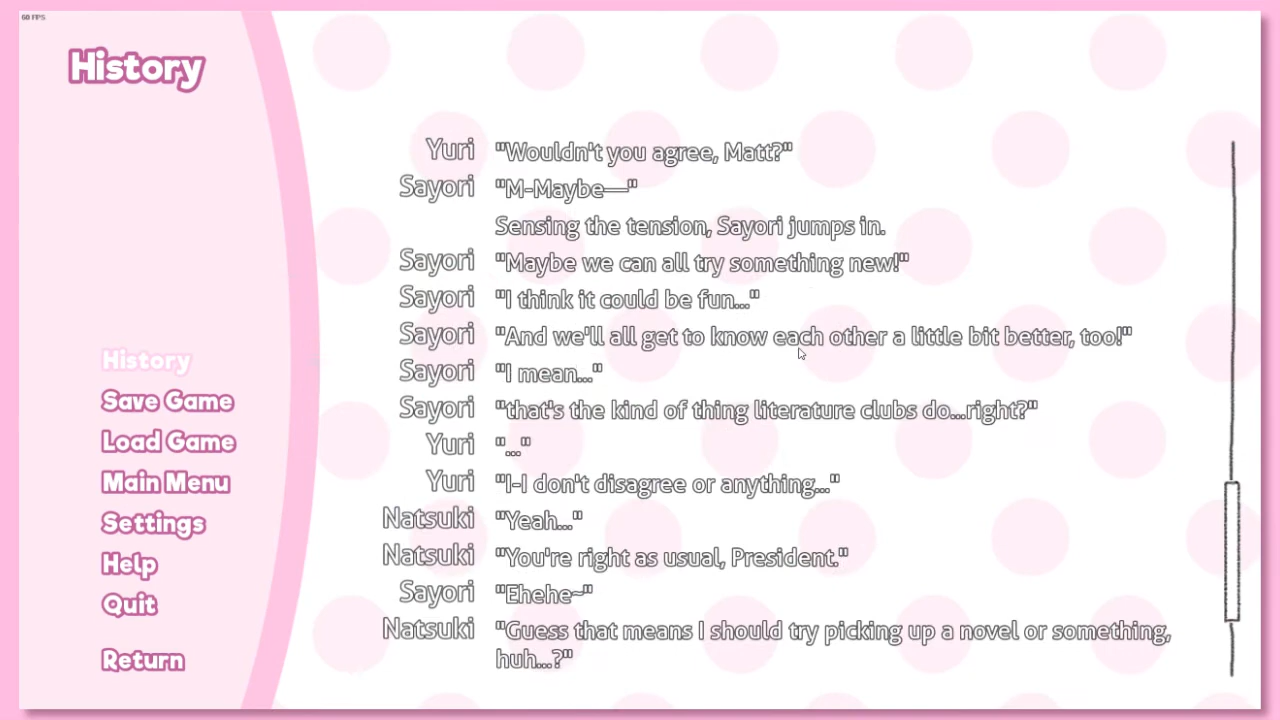 60 FPS
History
Yuri "Wouldn't you agree, Matt?"
Sayori "M-Maybe—"
Sensing the tension, Sayori jumps in.
Sayori "Maybe we can all try something new!"
Sayori "I think it could be fun..."
Sayori "And we'll all get to know each other a little bit better, too!"
Sayori "I mean..."
Sayori "that's the kind of thing literature clubs do...right?"
Yuri "..."
Yuri "I-I don't disagree or anything..."
Natsuki "Yeah..."
Natsuki "You're right as usual, President."
Sayori "Ehehe~"
Natsuki "Guess that means I should try picking up a novel or something,
huh...?"
History
Save Game
Load Game
Main Menu
Settings
Help
Quit
Return